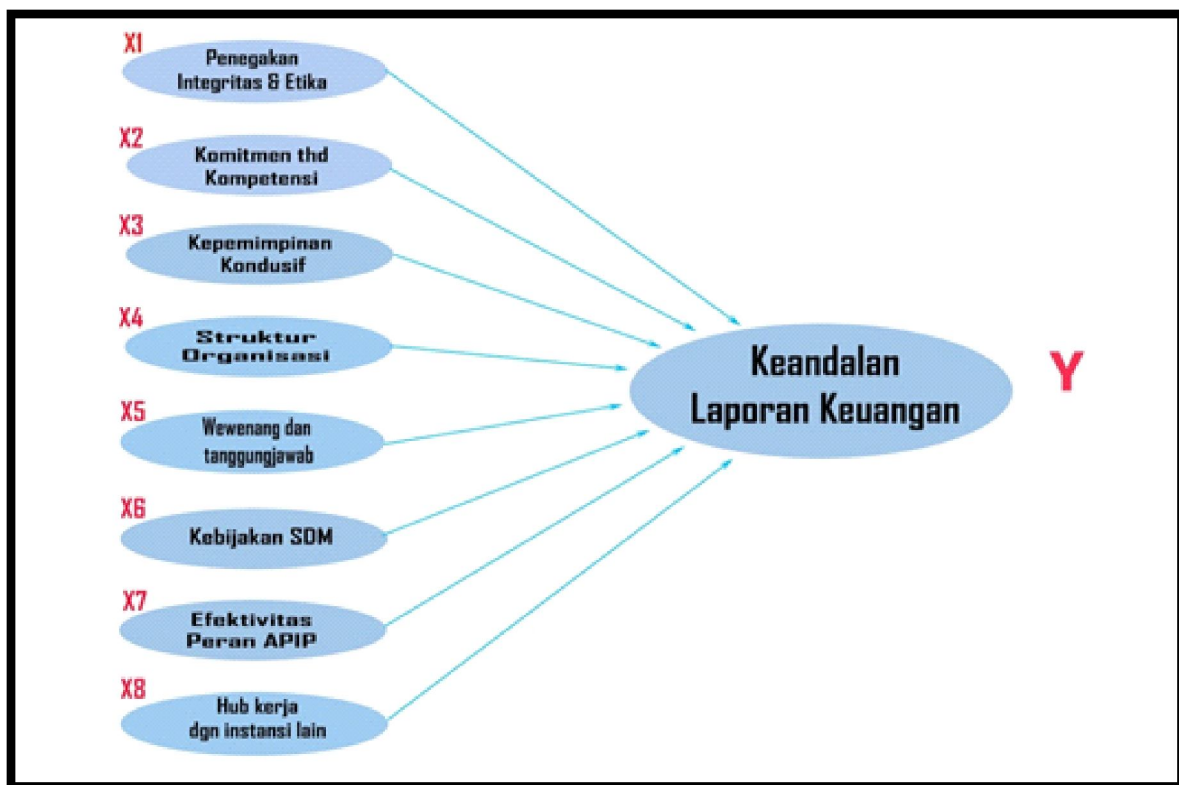 X1
Penegakan
Integritas & Etika
X2
Komitmen thd
Kompetensi
X3
Kepemimpinan
Kondusif
X4
Struktur
Organisasi
X5
Wewenang dan
tanggungjawab
X6
Kebijakan SDM
X7
Efektivitas
Peran APIP
X8
Hub kerja
dgn instansi lain
Keandalan
Laporan Keuangan
Y